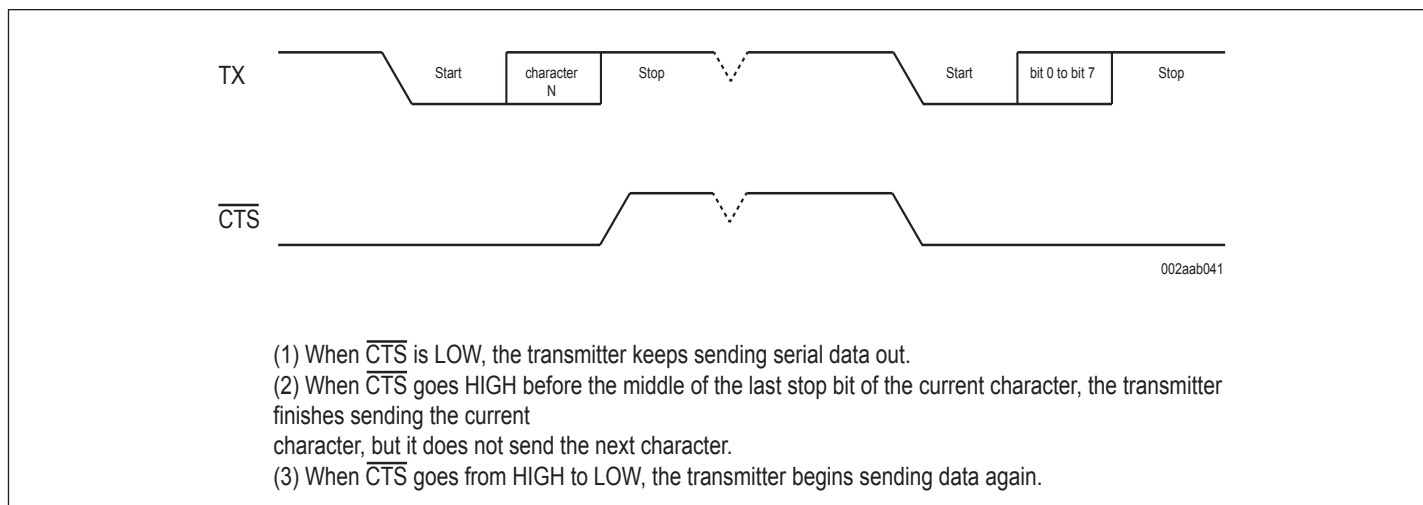 TX
Start
character
N
Stop
Start
bit 0 to bit 7
Stop
CTS
002aab041
(1) When CTS is LOW, the transmitter keeps sending serial data out.
(2) When CTS goes HIGH before the middle of the last stop bit of the current character, the transmitter
finishes sending the current
character, but it does not send the next character.
(3) When CTS goes from HIGH to LOW, the transmitter begins sending data again.